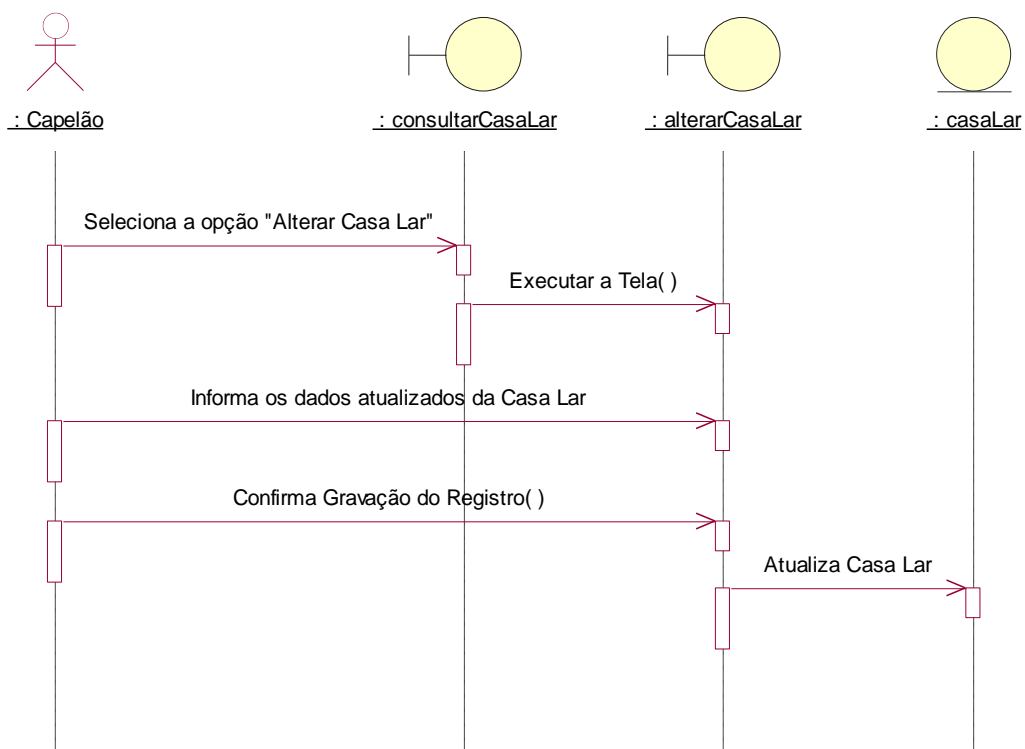 : Capelão
: consultarCasaLar
: alterarCasaLar
: casaLar
Seleciona a opção "Alterar Casa Lar"
Executar a Tela( )
Informa os dados atualizados da Casa Lar
Confirma Gravação do Registro( )
Atualiza Casa Lar